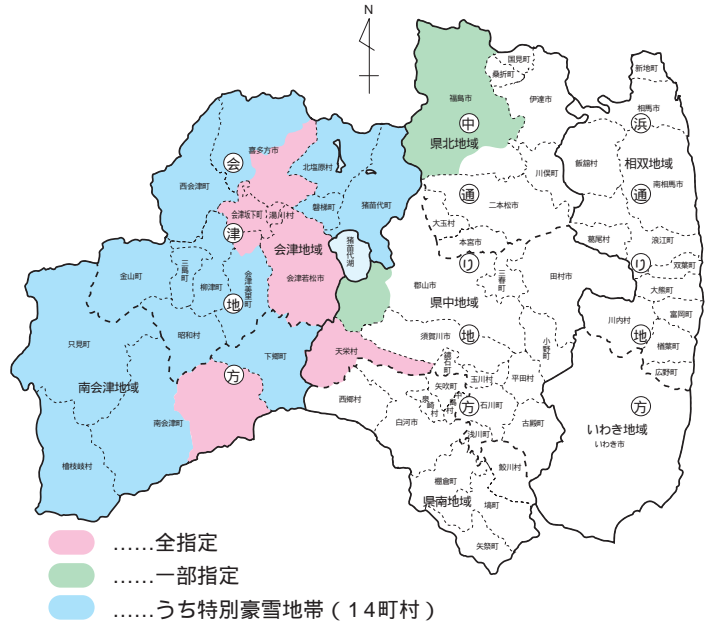 N
国見町
桑折町
福島市
伊達市
新地町
相馬市
中
県北地域
浜
喜多方市
北塩原村
会
西会津町
川俣町
飯舘村
相双地域
磐梯町
猪苗代町
通
南相馬市
通
会津坂下町
湯川村
二本松市
大玉村
津
会津地域
猪苗代湖
本宮市
葛尾村
浪江町
金山町
三島町
柳津町
会津美里町
会津若松市
り
双葉町
り
郡山市
三春町
田村市
大熊町
地
県中地域
富岡町
川内村
只見町
昭和村
須賀川市
地
小野町
地
楢葉町
天栄村
下郷町
鏡石町
広野町
方
南会津地域
西郷村
矢吹町
玉川村
平田村
泉崎村
中島村
方
石川町
方
南会津町
白河市
浅川町
古殿町
いわき地域
いわき市
檜枝岐村
鮫川村
棚倉町
県南地域
塙町
矢祭町
……全指定
……一部指定
……うち特別豪雪地帯（14町村）